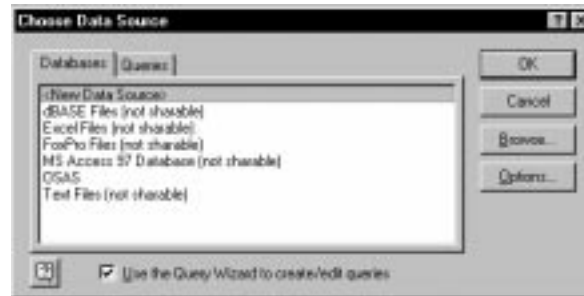 Choose Data Source
Databases Queries
<New Data Source>
dBASE Files (not sharable)
Excel Files (not sharable)
FoxPro Files (not sharable)
MS Access 97 Database (not sharable)
OSAS
Text Files (not sharable)
OK
Cancel
Browse...
Options...
Use the Query Wizard to create/edit queries